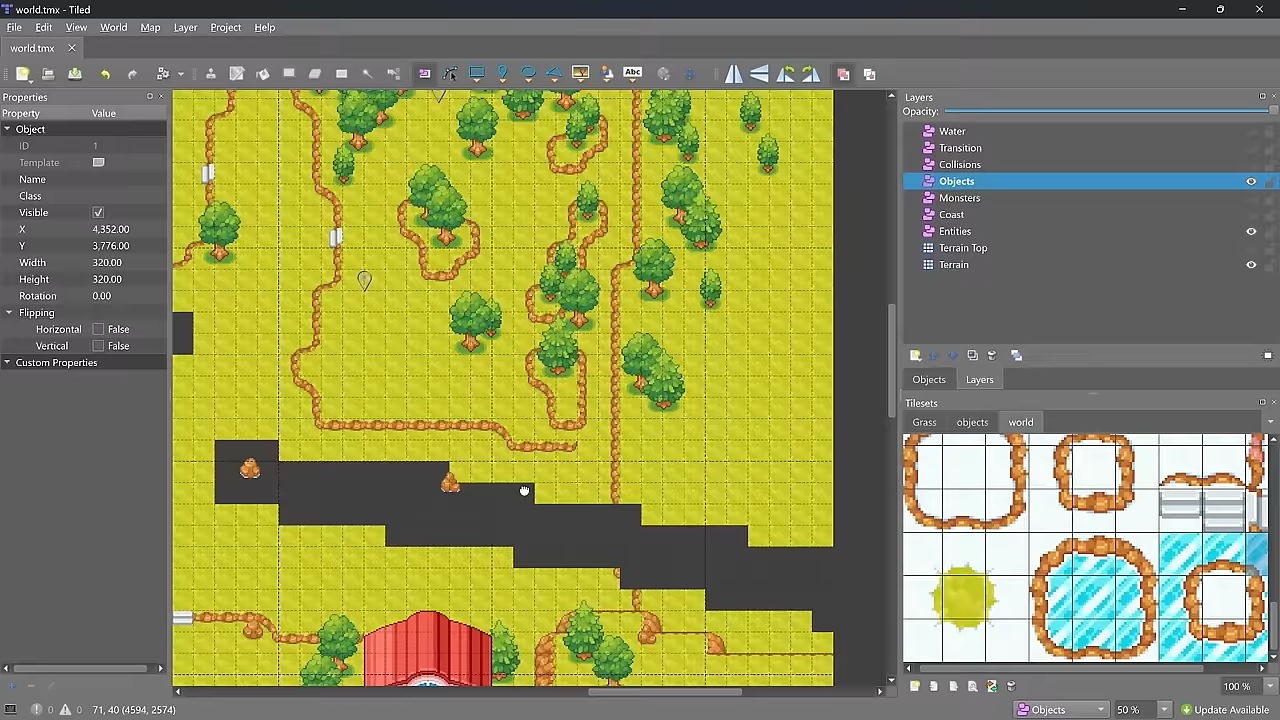 world.tmx - Tiled
File Edit View World Map Layer Project Help
world.tmx
Abc
Properties
Property Value
Object
ID 1
Template
Name
Class
Visible
X 4,352.00
Y 3,776.00
Width 320.00
Height 320.00
Rotation 0.00
Flipping
Horizontal False
Vertical False
Custom Properties
Layers
Opacity:
Water
Transition
Collisions
Objects
Monsters
Coast
Entities
Terrain Top
Terrain
Objects Layers
Tilesets
Grass objects world
100 %
0 0 71, 40 (4594, 2574)
Objects 50 % Update Available